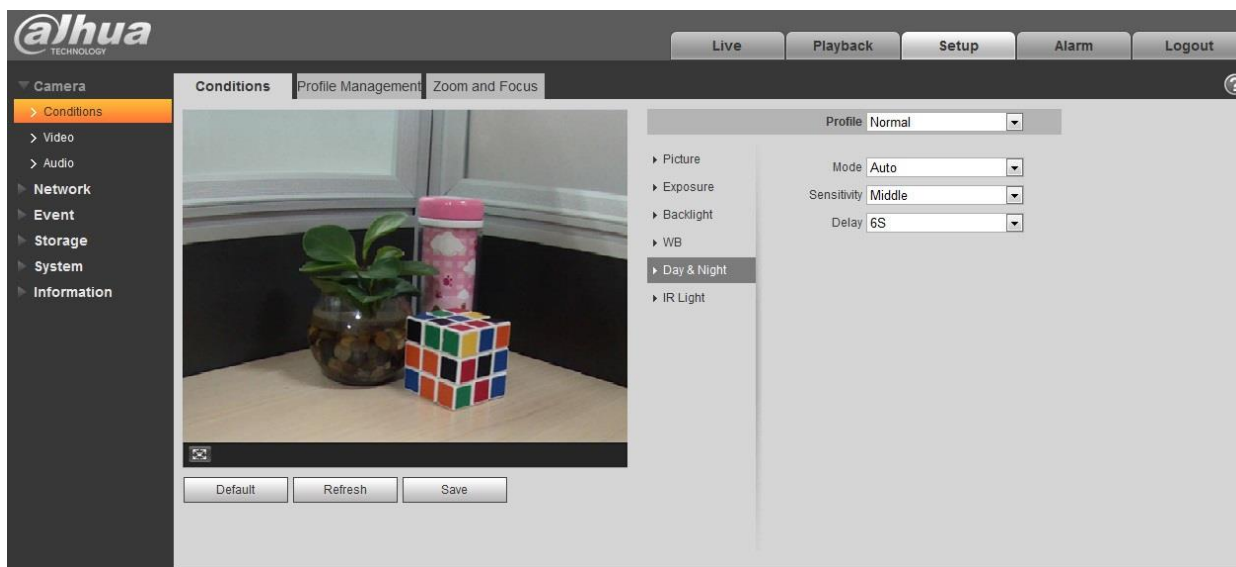 alhua
TECHNOLOGY
Live
Playback
Setup
Alarm
Logout
Camera
Conditions
Video
Audio
Network
Event
Storage
System
Information
Conditions
Profile Management
Zoom and Focus
?
Profile Normal
Picture
Exposure
Backlight
WB
Day & Night
IR Light
Mode Auto
Sensitivity Middle
Delay 6S
Default
Refresh
Save